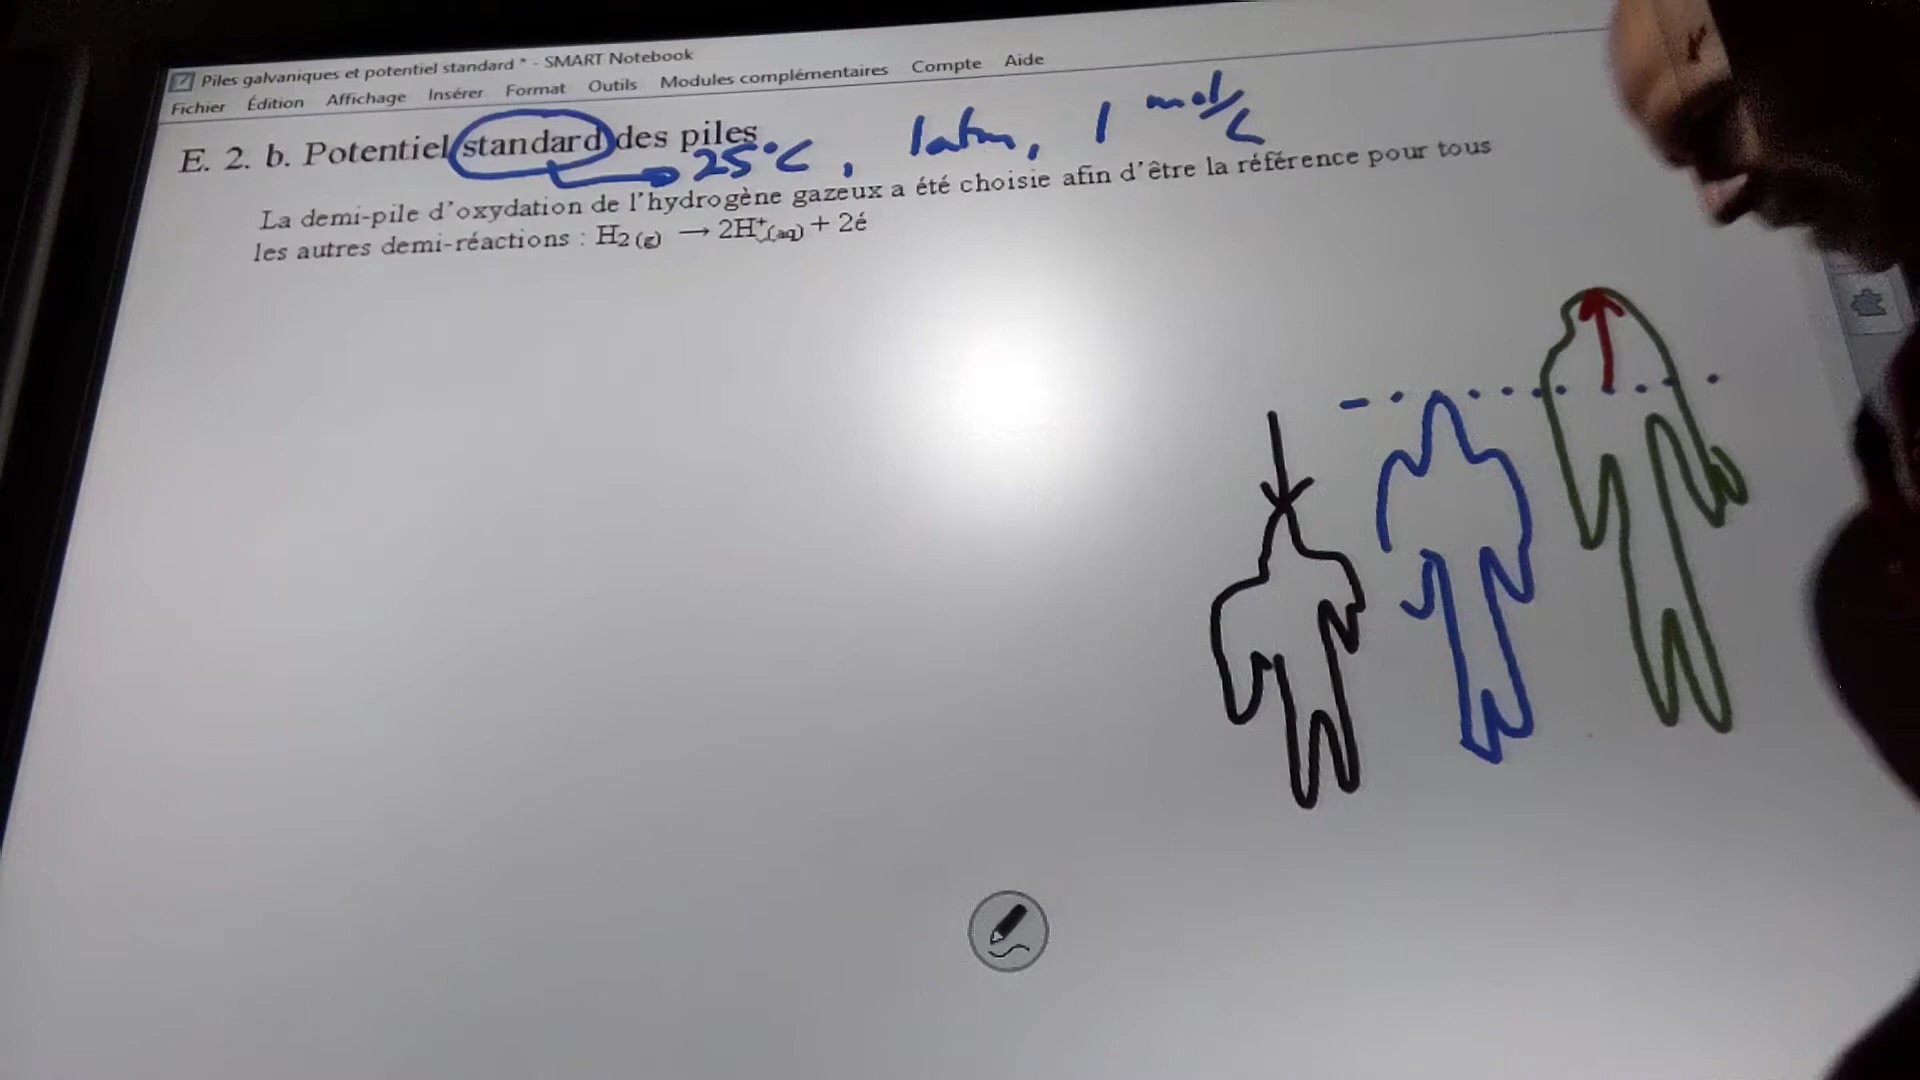 Piles galvaniques et potentiel standard * - SMART Notebook
Fichier Édition Affichage Insérer Format Outils Modules complémentaires Compte Aide
E. 2. b. Potentiel standard des piles
25°C, 1atm, 1 mol/L
La demi-pile d'oxydation de l'hydrogène gazeux a été choisie afin d'être la référence pour tous
les autres demi-réactions : H₂ (g) → 2H⁺(aq) + 2é